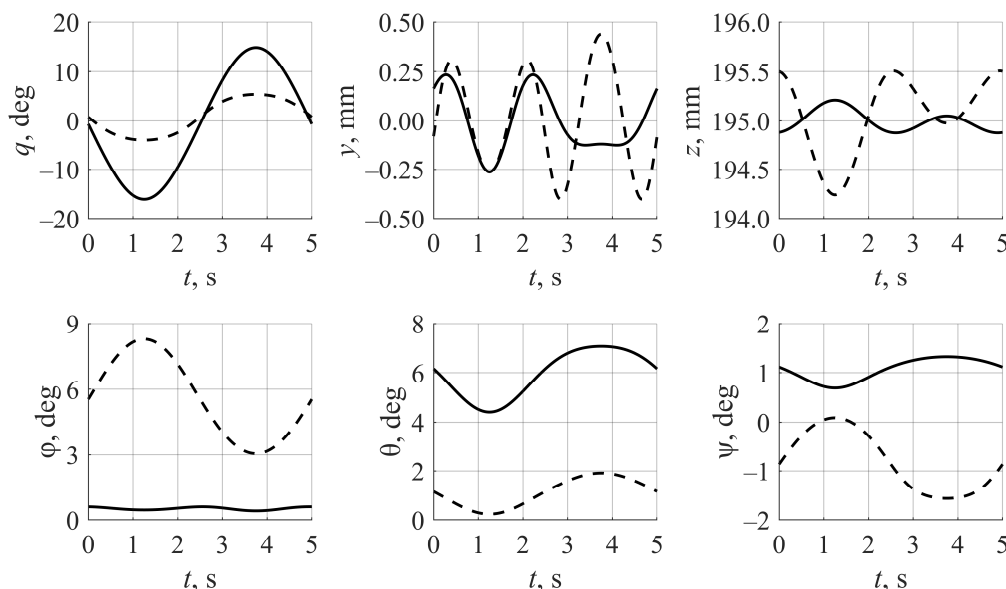 20
10
0
–10
–20
q, deg
0 1 2 3 4 5
t, s
0.50
0.25
0.00
–0.25
–0.50
y, mm
0 1 2 3 4 5
t, s
196.0
195.5
195.0
194.5
194.0
z, mm
0 1 2 3 4 5
t, s
9
6
3
0
φ, deg
0 1 2 3 4 5
t, s
8
6
4
2
0
θ, deg
0 1 2 3 4 5
t, s
2
1
0
–1
–2
ψ, deg
0 1 2 3 4 5
t, s